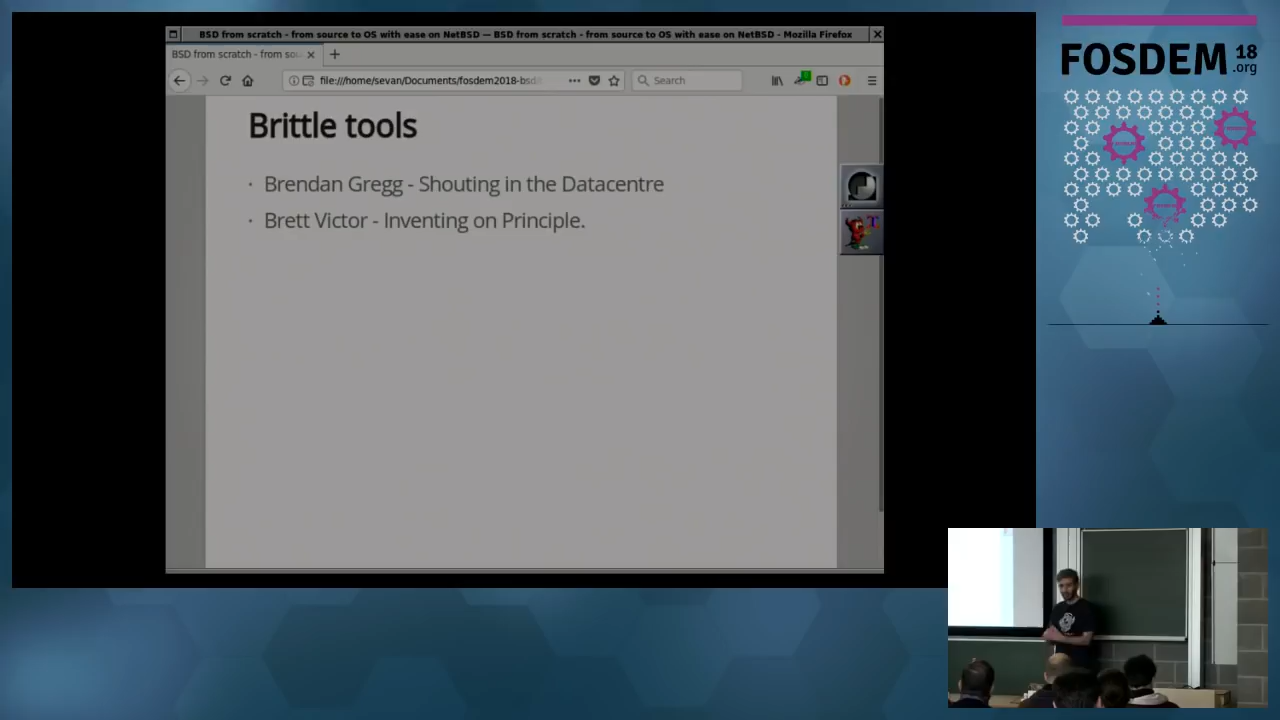 BSD from scratch - from source to OS with ease on NetBSD — BSD from scratch - from source to OS with ease on NetBSD - Mozilla Firefox
BSD from scratch - from sou
file:///home/sevan/Documents/fosdem2018-bsd
Search
Brittle tools
· Brendan Gregg - Shouting in the Datacentre
· Brett Victor - Inventing on Principle.
FOSDEM 18
.org